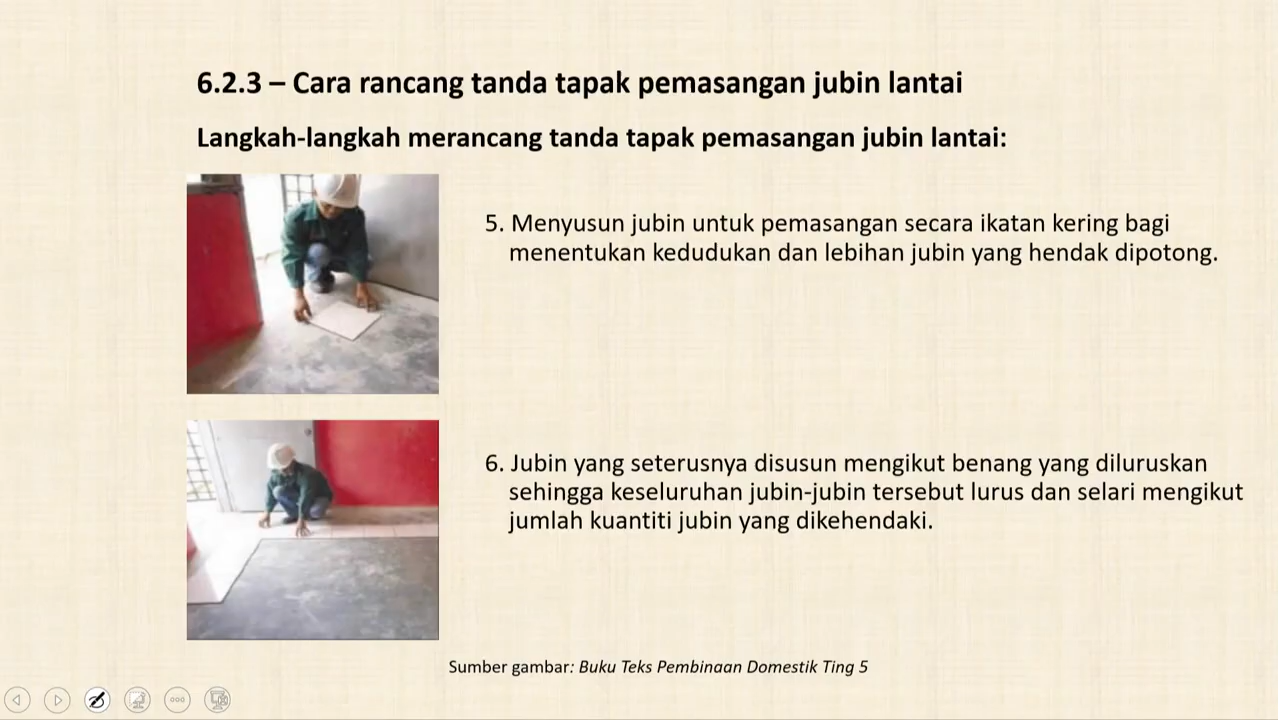 6.2.3 – Cara rancang tanda tapak pemasangan jubin lantai
Langkah-langkah merancang tanda tapak pemasangan jubin lantai:
5. Menyusun jubin untuk pemasangan secara ikatan kering bagi
menentukan kedudukan dan lebihan jubin yang hendak dipotong.
6. Jubin yang seterusnya disusun mengikut benang yang diluruskan
sehingga keseluruhan jubin-jubin tersebut lurus dan selari mengikut
jumlah kuantiti jubin yang dikehendaki.
Sumber gambar: Buku Teks Pembinaan Domestik Ting 5